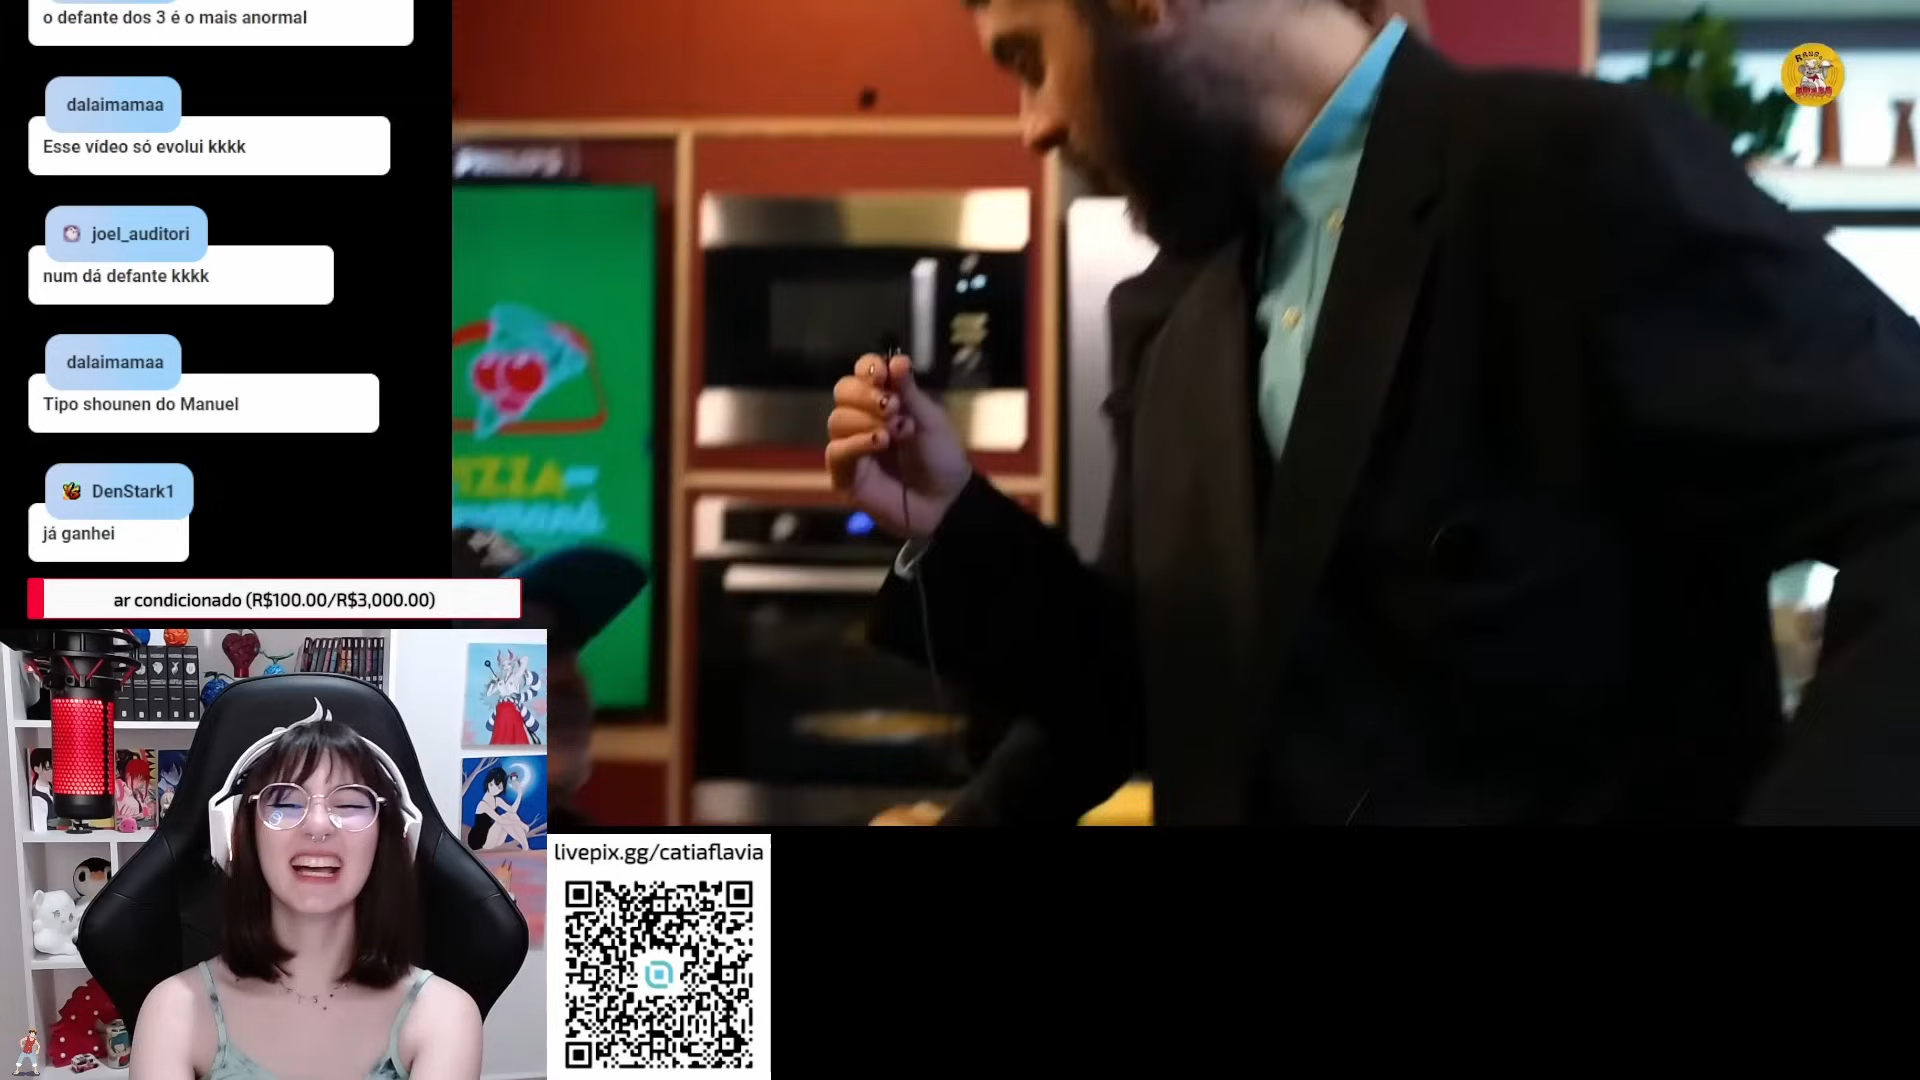 o defante dos 3 é o mais anormal
dalaimamaa
Esse vídeo só evolui kkkk
joel_auditori
num dá defante kkkk
dalaimamaa
Tipo shounen do Manuel
DenStark1
já ganhei
ar condicionado (R$100.00/R$3,000.00)
livepix.gg/catiaflavia
PHILIPS